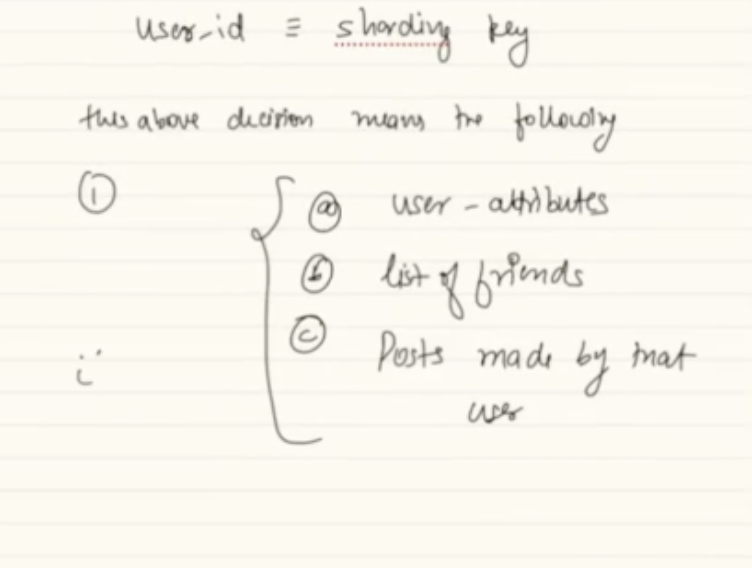 user_id ≡ sharding key
this above decision means the following
① ⓐ user-attributes
ⓑ list of friends
ⓒ Posts made by that
user